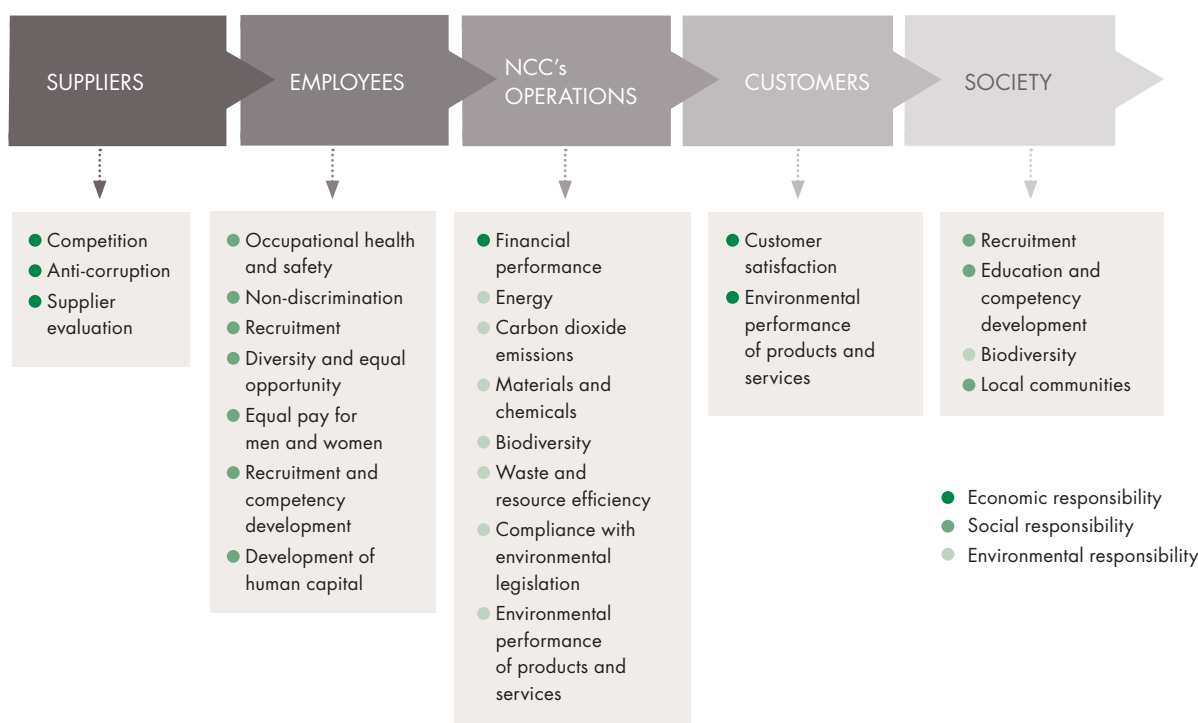 SUPPLIERS
EMPLOYEES
NCC's
OPERATIONS
CUSTOMERS
SOCIETY
Competition
Anti-corruption
Supplier
evaluation
Occupational health
and safety
Non-discrimination
Recruitment
Diversity and equal
opportunity
Equal pay for
men and women
Recruitment and
competency
development
Development of
human capital
Financial
performance
Energy
Carbon dioxide
emissions
Materials and
chemicals
Biodiversity
Waste and
resource efficiency
Compliance with
environmental
legislation
Environmental
performance
of products and
services
Customer
satisfaction
Environmental
performance
of products and
services
Recruitment
Education and
competency
development
Biodiversity
Local communities
Economic responsibility
Social responsibility
Environmental responsibility